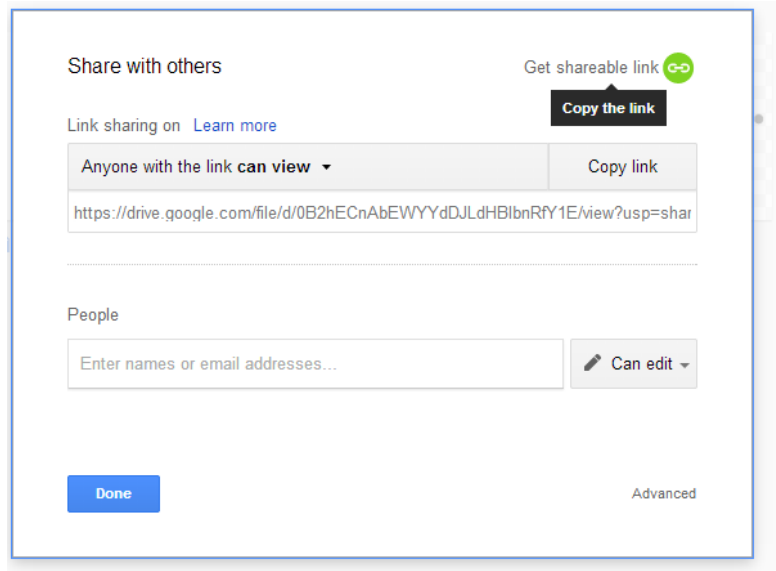 Share with others
Get shareable link
Copy the link
Link sharing on Learn more
Anyone with the link can view
Copy link
https://drive.google.com/file/d/0B2hECnAbEWYYdDJLdHBlbnRfY1E/view?usp=shar
People
Enter names or email addresses...
Can edit
Done
Advanced